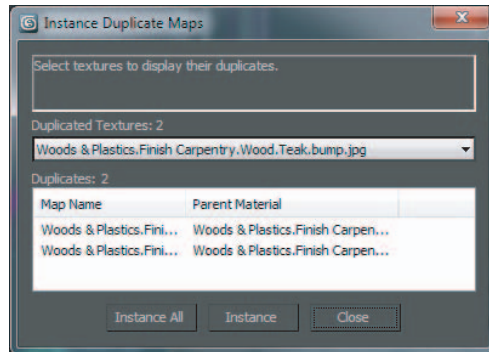 Instance Duplicate Maps
Select textures to display their duplicates.
Duplicated Textures: 2
Woods & Plastics.Finish Carpentry.Wood.Teak.bump.jpg
Duplicates: 2
Map Name Parent Material
Woods & Plastics.Fini... Woods & Plastics.Finish Carpen...
Woods & Plastics.Fini... Woods & Plastics.Finish Carpen...
Instance All Instance Close